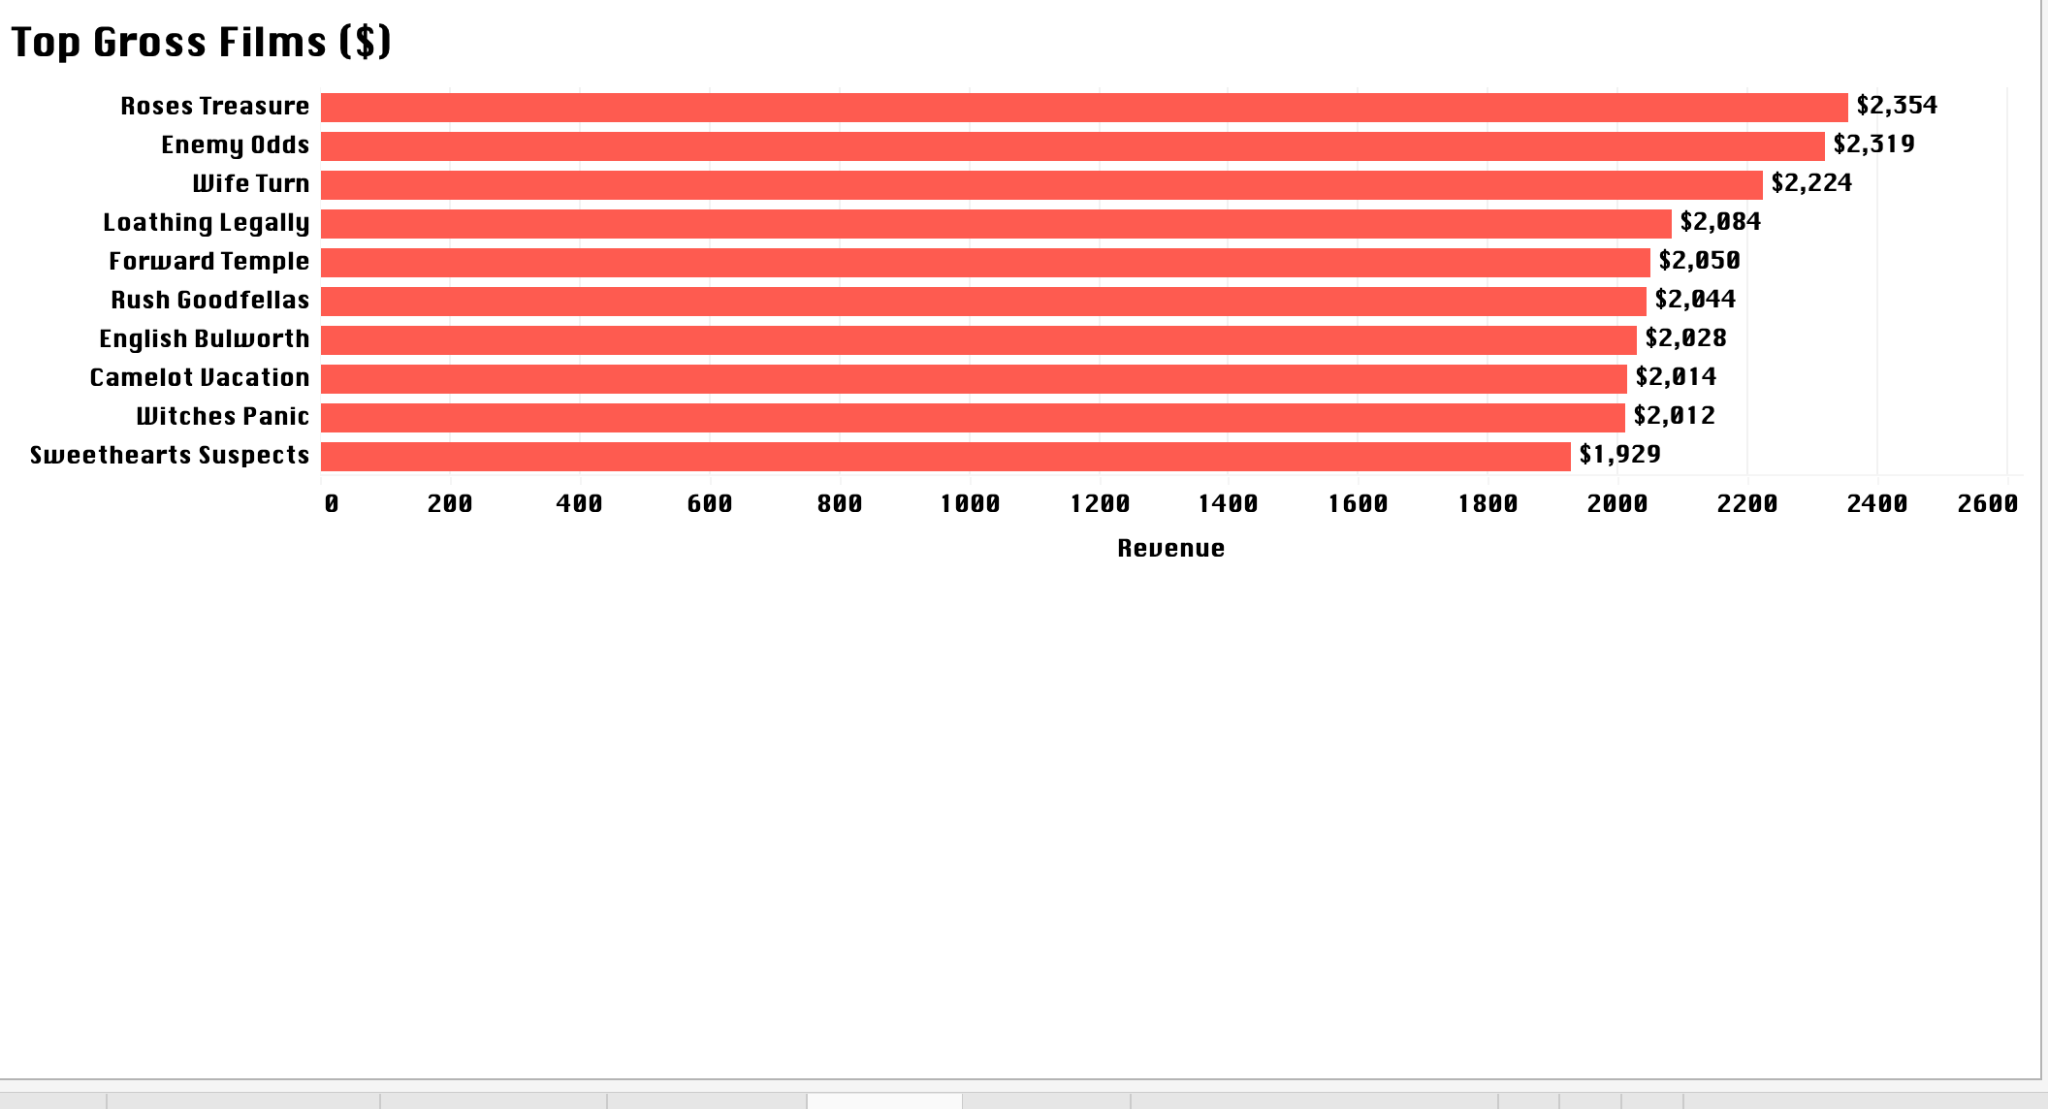 Top Gross Films ($)
Roses Treasure $2,354
Enemy Odds $2,319
Wife Turn $2,224
Loathing Legally $2,084
Forward Temple $2,050
Rush Goodfellas $2,044
English Bulworth $2,028
Camelot Vacation $2,014
Witches Panic $2,012
Sweethearts Suspects $1,929
0 200 400 600 800 1000 1200 1400 1600 1800 2000 2200 2400 2600
Revenue